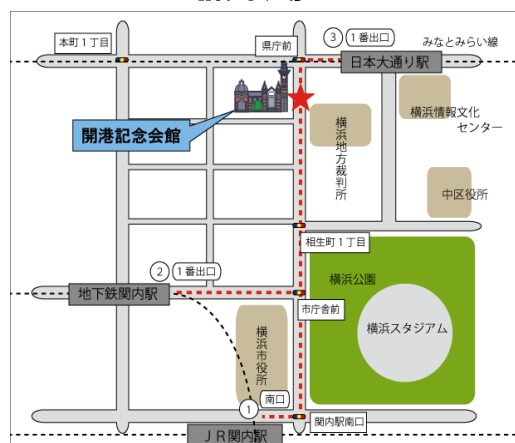 ③ 1番出口
みなとみらい線
本町1丁目
県庁前
日本大通り駅
開港記念会館
横浜地方裁判所
横浜情報文化
センター
中区役所
相生町1丁目
② 1番出口
地下鉄関内駅
横浜公園
市庁舎前
横浜スタジアム
横浜市役所
① 南口
関内駅南口
JR関内駅